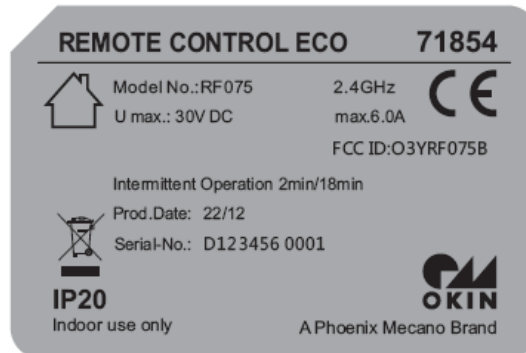 REMOTE CONTROL ECO 71854
Model No.:RF075 2.4GHz
U max.: 30V DC max.6.0A
CE
FCC ID:O3YRF075B
Intermittent Operation 2min/18min
Prod.Date: 22/12
Serial-No.: D123456 0001
OKIN
IP20
Indoor use only A Phoenix Mecano Brand